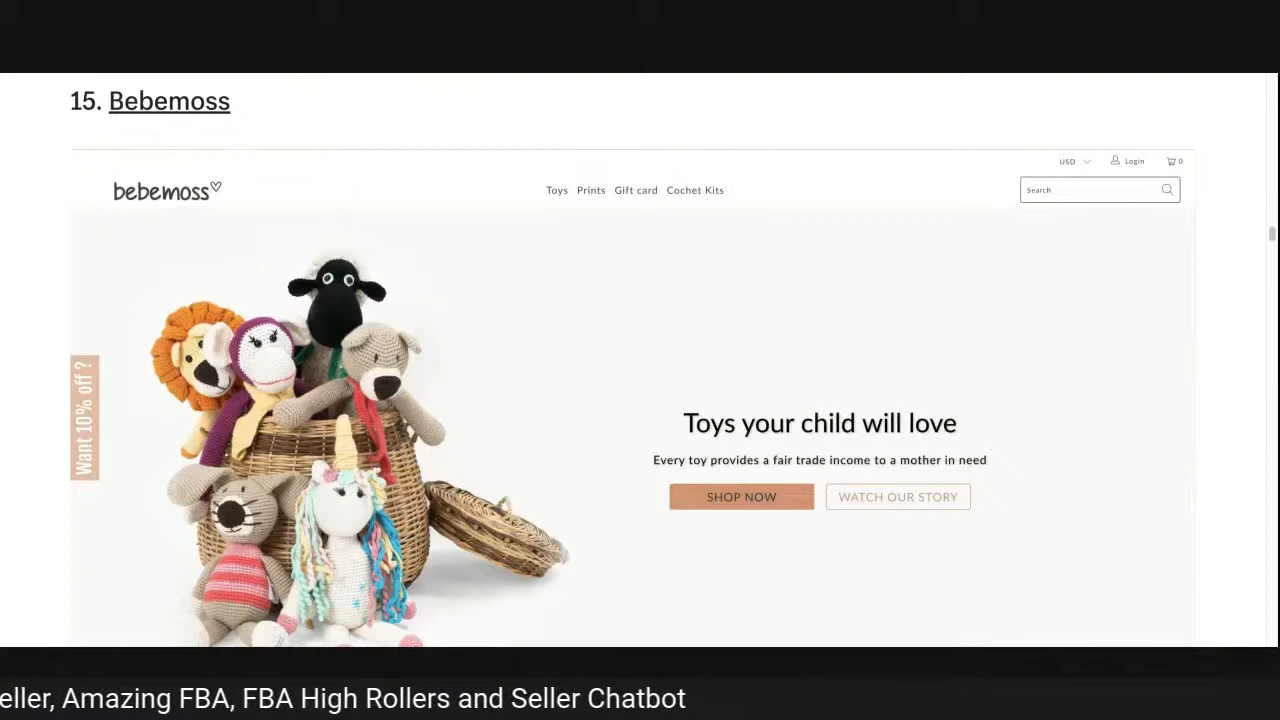 15. Bebemoss
USD
Login
0
bebemoss
Toys Prints Gift card Cochet Kits
Search
Want 10% off ?
Toys your child will love
Every toy provides a fair trade income to a mother in need
SHOP NOW
WATCH OUR STORY
eller, Amazing FBA, FBA High Rollers and Seller Chatbot